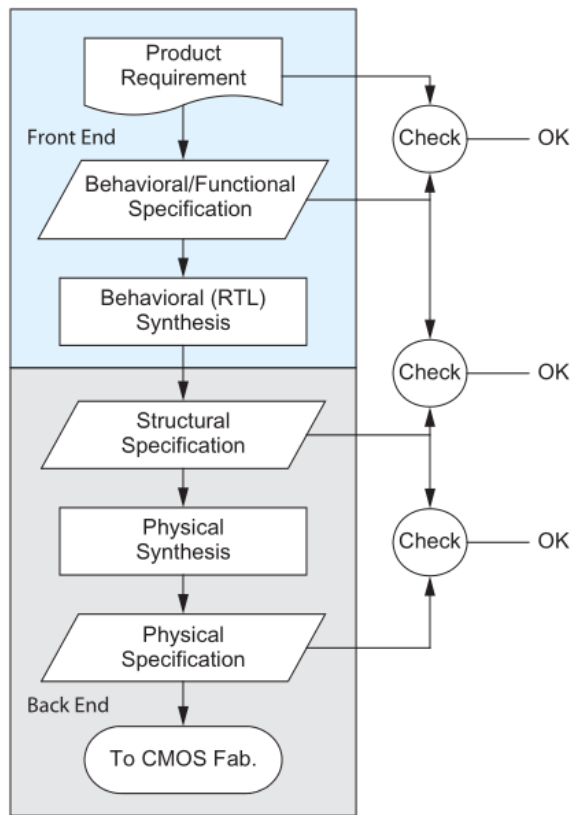 Product
Requirement
Front End
Check
OK
Behavioral/Functional
Specification
Behavioral (RTL)
Synthesis
Check
OK
Structural
Specification
Physical
Synthesis
Check
OK
Physical
Specification
Back End
To CMOS Fab.